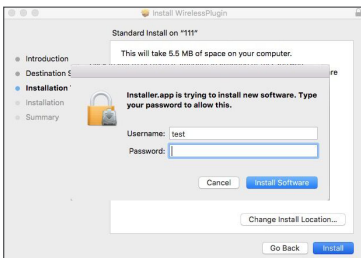 Install WirelessPlugin
Standard Install on "111"
Introduction
Destination S
Installation
Installation
Summary
This will take 5.5 MB of space on your computer.
re
Installer.app is trying to install new software. Type
your password to allow this.
Username: test
Password:
Cancel
Install Software
Change Install Location...
Go Back
Install